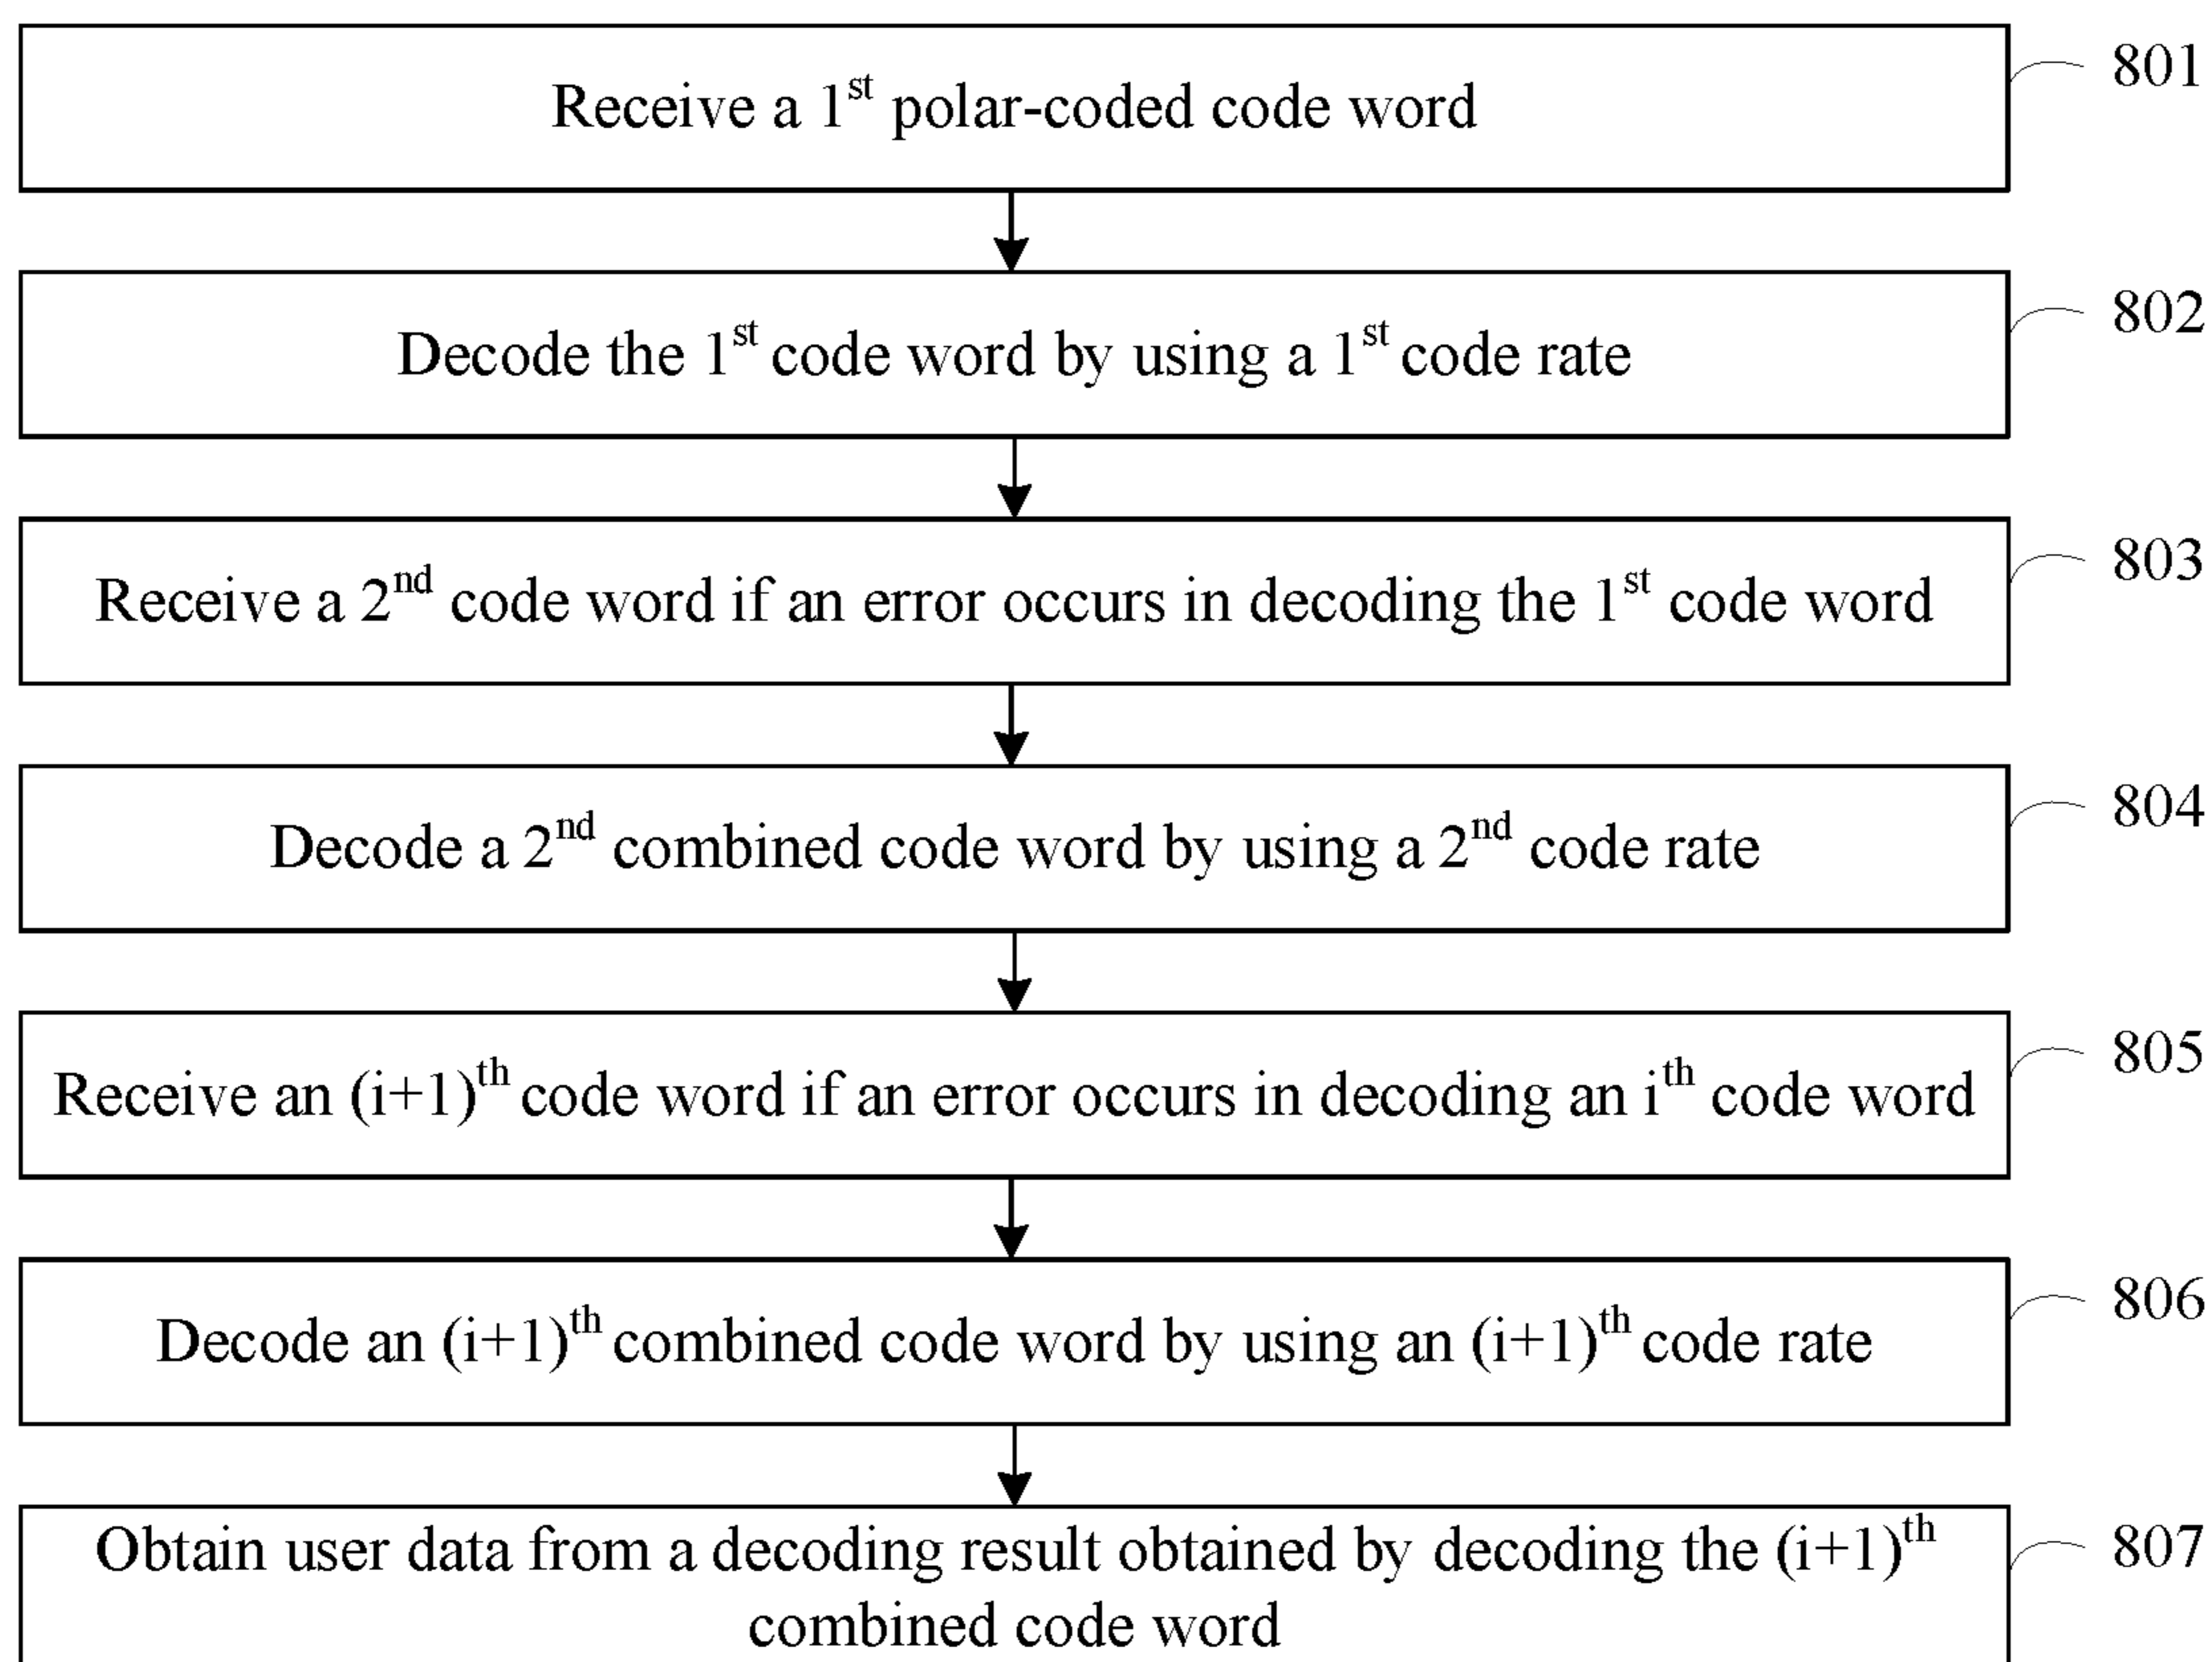 Receive a 1st polar-coded code word
801
Decode the 1st code word by using a 1st code rate
802
Receive a 2nd code word if an error occurs in decoding the 1st code word
803
Decode a 2nd combined code word by using a 2nd code rate
804
Receive an (i+1)th code word if an error occurs in decoding an ith code word
805
Decode an (i+1)th combined code word by using an (i+1)th code rate
806
Obtain user data from a decoding result obtained by decoding the (i+1)th
combined code word
807